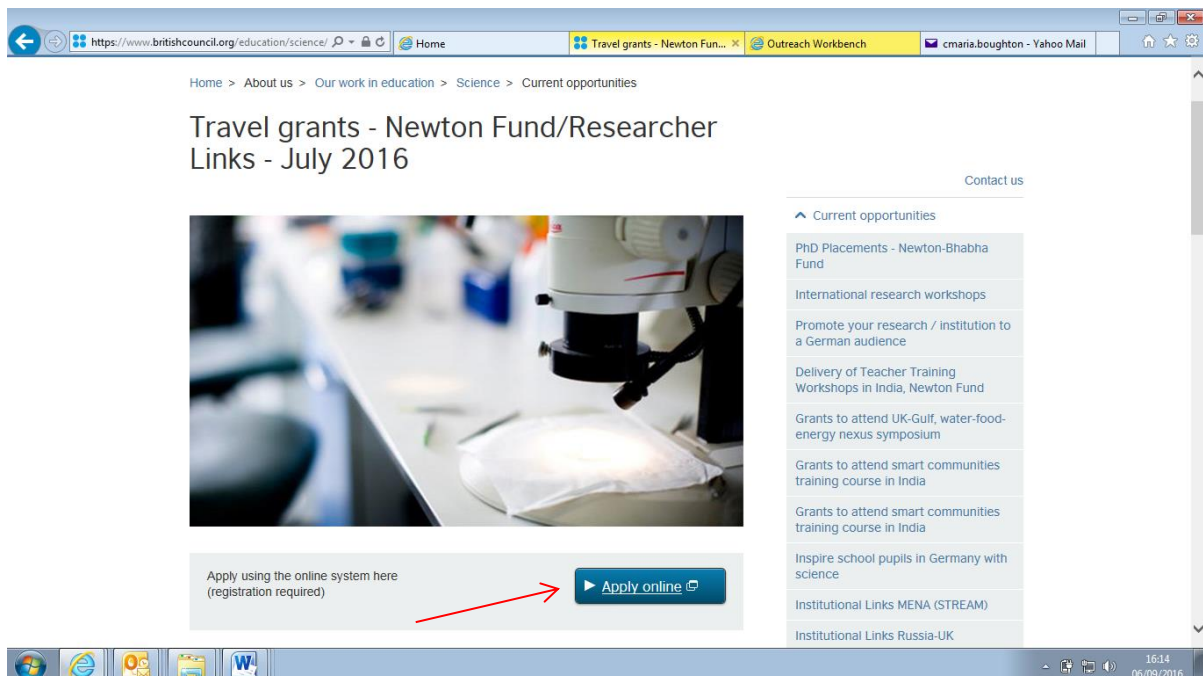 https://www.britishcouncil.org/education/science/
Home
Travel grants - Newton Fun...
Outreach Workbench
cmaria.boughton - Yahoo Mail
Home > About us > Our work in education > Science > Current opportunities
Travel grants - Newton Fund/Researcher
Links - July 2016
Contact us
Current opportunities
PhD Placements - Newton-Bhabha
Fund
International research workshops
Promote your research / institution to
a German audience
Delivery of Teacher Training
Workshops in India, Newton Fund
Grants to attend UK-Gulf, water-food-
energy nexus symposium
Grants to attend smart communities
training course in India
Grants to attend smart communities
training course in India
Inspire school pupils in Germany with
science
Institutional Links MENA (STREAM)
Institutional Links Russia-UK
Apply using the online system here
(registration required)
Apply online
16:14
06/09/2016